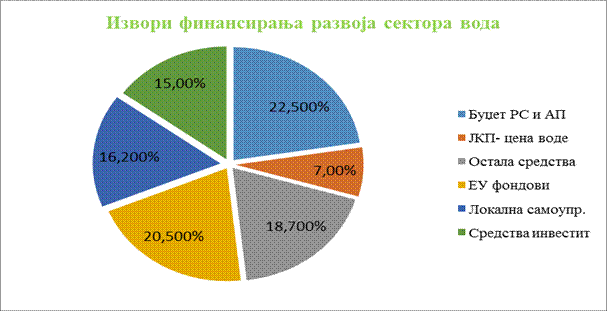 Извори финансирања развоја сектора вода
22,500%
7,00%
18,700%
20,500%
16,200%
15,00%
Буџет РС и АП
ЈКП- цена воде
Остала средства
ЕУ фондови
Локална самоупр.
Средства инвестит